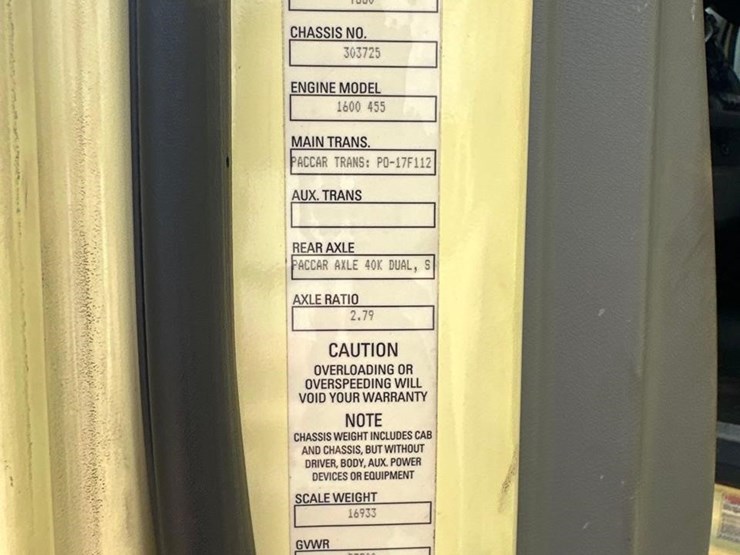 CHASSIS NO.
303725
ENGINE MODEL
1600 455
MAIN TRANS.
PACCAR TRANS: PO-17F112
AUX. TRANS
REAR AXLE
PACCAR AXLE 40K DUAL, S
AXLE RATIO
2.79
CAUTION
OVERLOADING OR
OVERSPEEDING WILL
VOID YOUR WARRANTY
NOTE
CHASSIS WEIGHT INCLUDES CAB
AND CHASSIS, BUT WITHOUT
DRIVER, BODY, AUX. POWER
DEVICES OR EQUIPMENT
SCALE WEIGHT
16933
GVWR